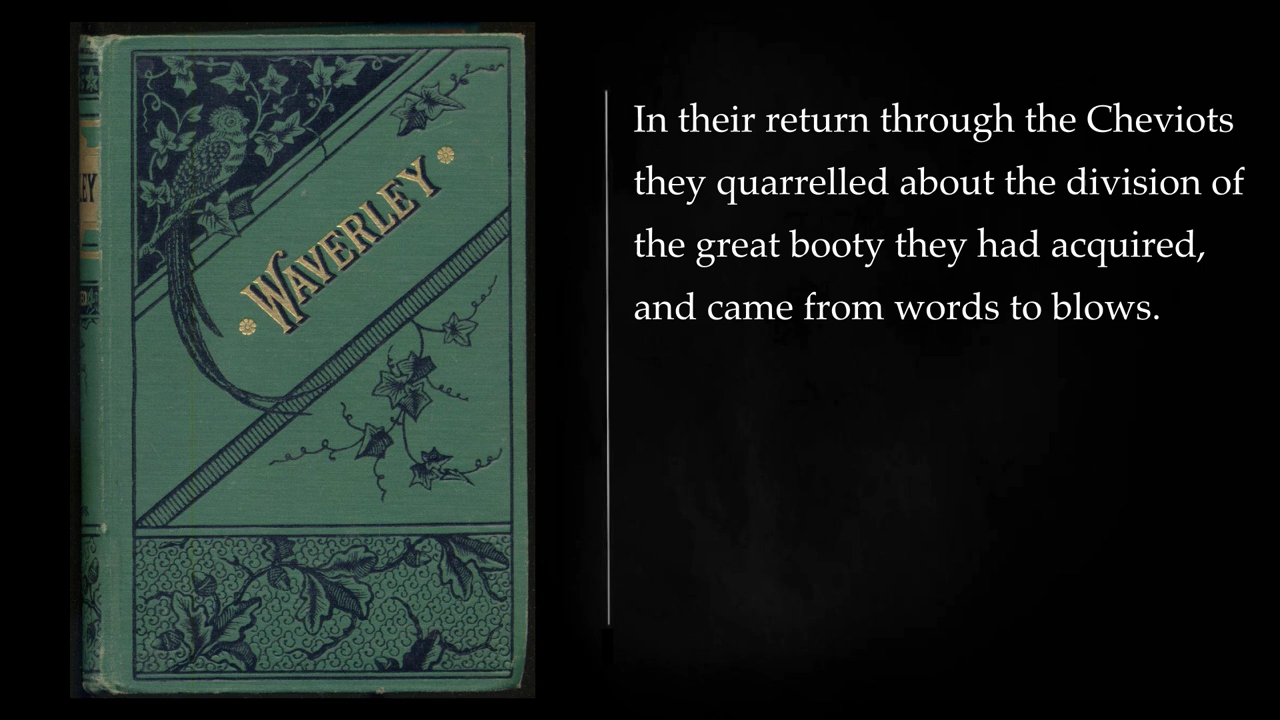 WAVERLEY
In their return through the Cheviots
they quarrelled about the division of
the great booty they had acquired,
and came from words to blows.